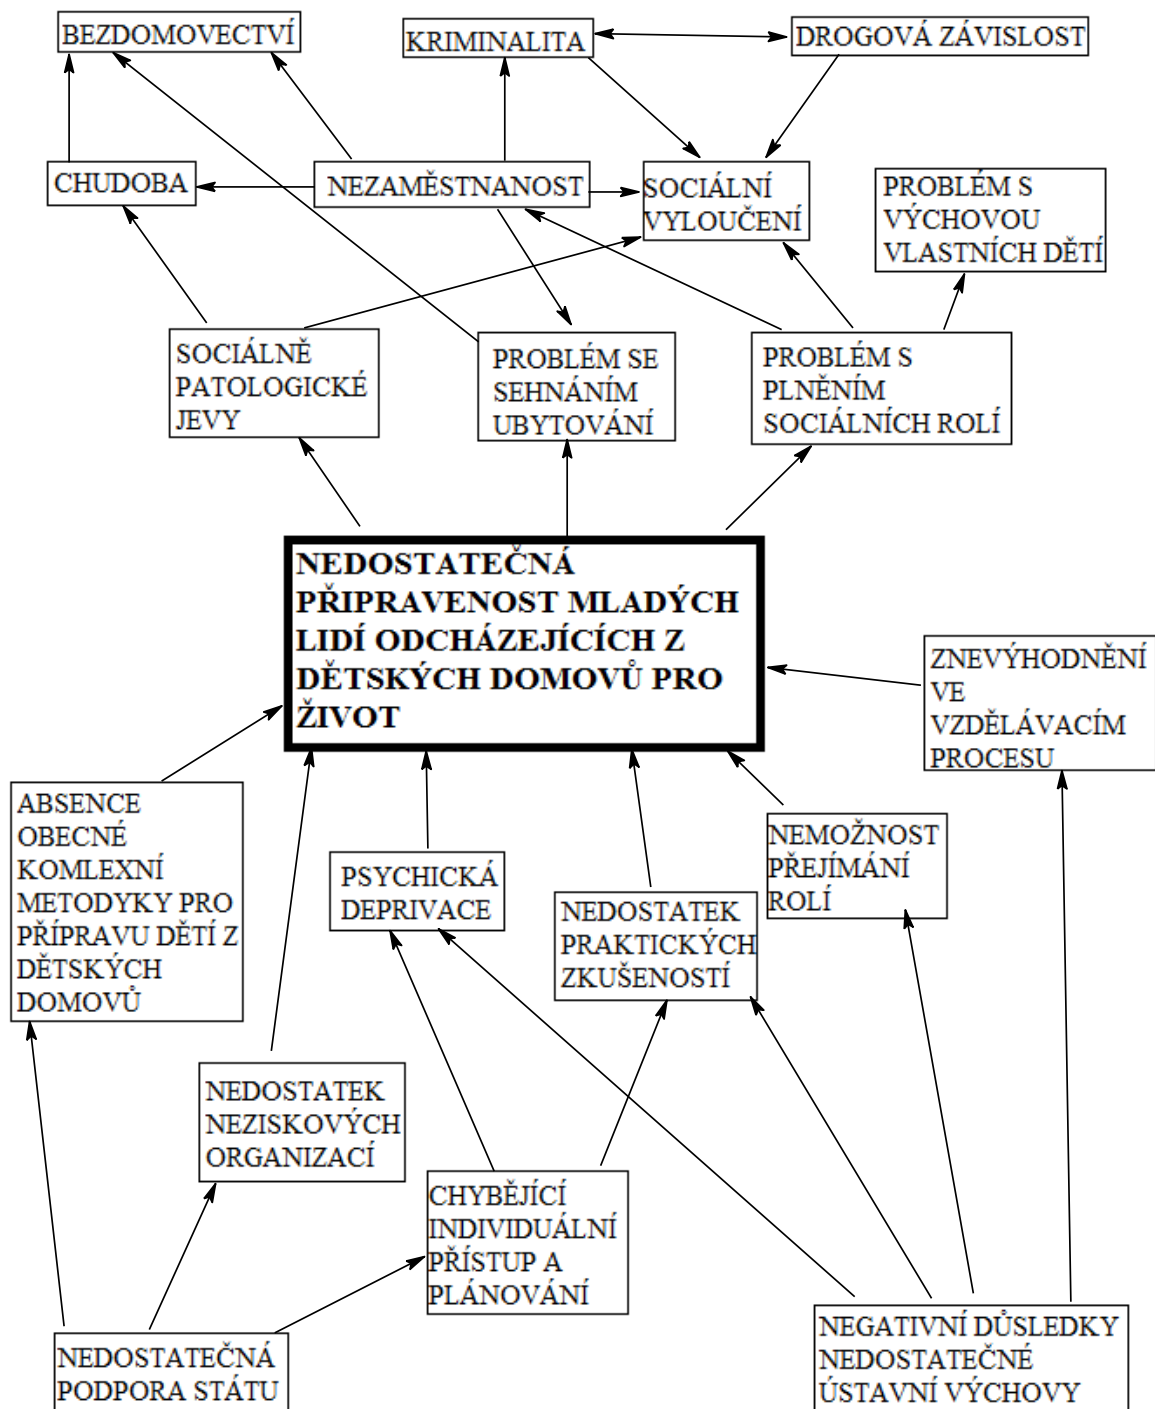 BEZDOMOVECTVÍ
KRIMINALITA
DROGOVÁ ZÁVISLOST
CHUDOBA
NEZAMĚSTNANOST
SOCIÁLNÍ
VYLOUČENÍ
PROBLÉM S
VÝCHOVOU
VLASTNÍCH DĚTÍ
SOCIÁLNĚ
PATOLOGICKÉ
JEVY
PROBLÉM SE
SEHNÁNÍM
UBYTOVÁNÍ
PROBLÉM S
PLNĚNÍM
SOCIÁLNÍCH ROLÍ
NEDOSTATEČNÁ
PŘIPRAVENOST MLADÝCH
LIDÍ ODCHÁZEJÍCÍCH Z
DĚTSKÝCH DOMOVŮ PRO
ŽIVOT
ZNEVÝHODNĚNÍ
VE
VZDĚLÁVACÍM
PROCESU
ABSENCE
OBECNÉ
KOMLEXNÍ
METODYKY PRO
PŘÍPRAVU DĚTÍ Z
DĚTSKÝCH
DOMOVŮ
PSYCHICKÁ
DEPRIVACE
NEDOSTATEK
PRAKTICKÝCH
ZKUŠENOSTÍ
NEMOŽNOST
PŘEJÍMÁNÍ
ROLÍ
NEDOSTATEK
NEZISKOVÝCH
ORGANIZACÍ
CHYBĚJÍCÍ
INDIVIDUÁLNÍ
PŘÍSTUP A
PLÁNOVÁNÍ
NEDOSTATEČNÁ
PODPORA STÁTU
NEGATIVNÍ DŮSLEDKY
NEDOSTATEČNÉ
ÚSTAVNÍ VÝCHOVY